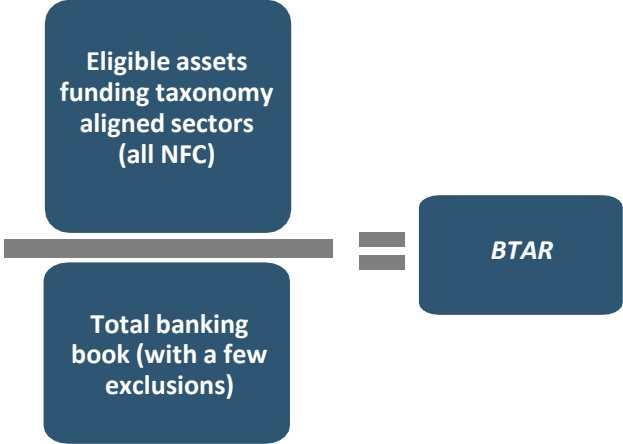 Eligible assets
funding taxonomy
aligned sectors
(all NFC)
BTAR
Total banking
book (with a few
exclusions)